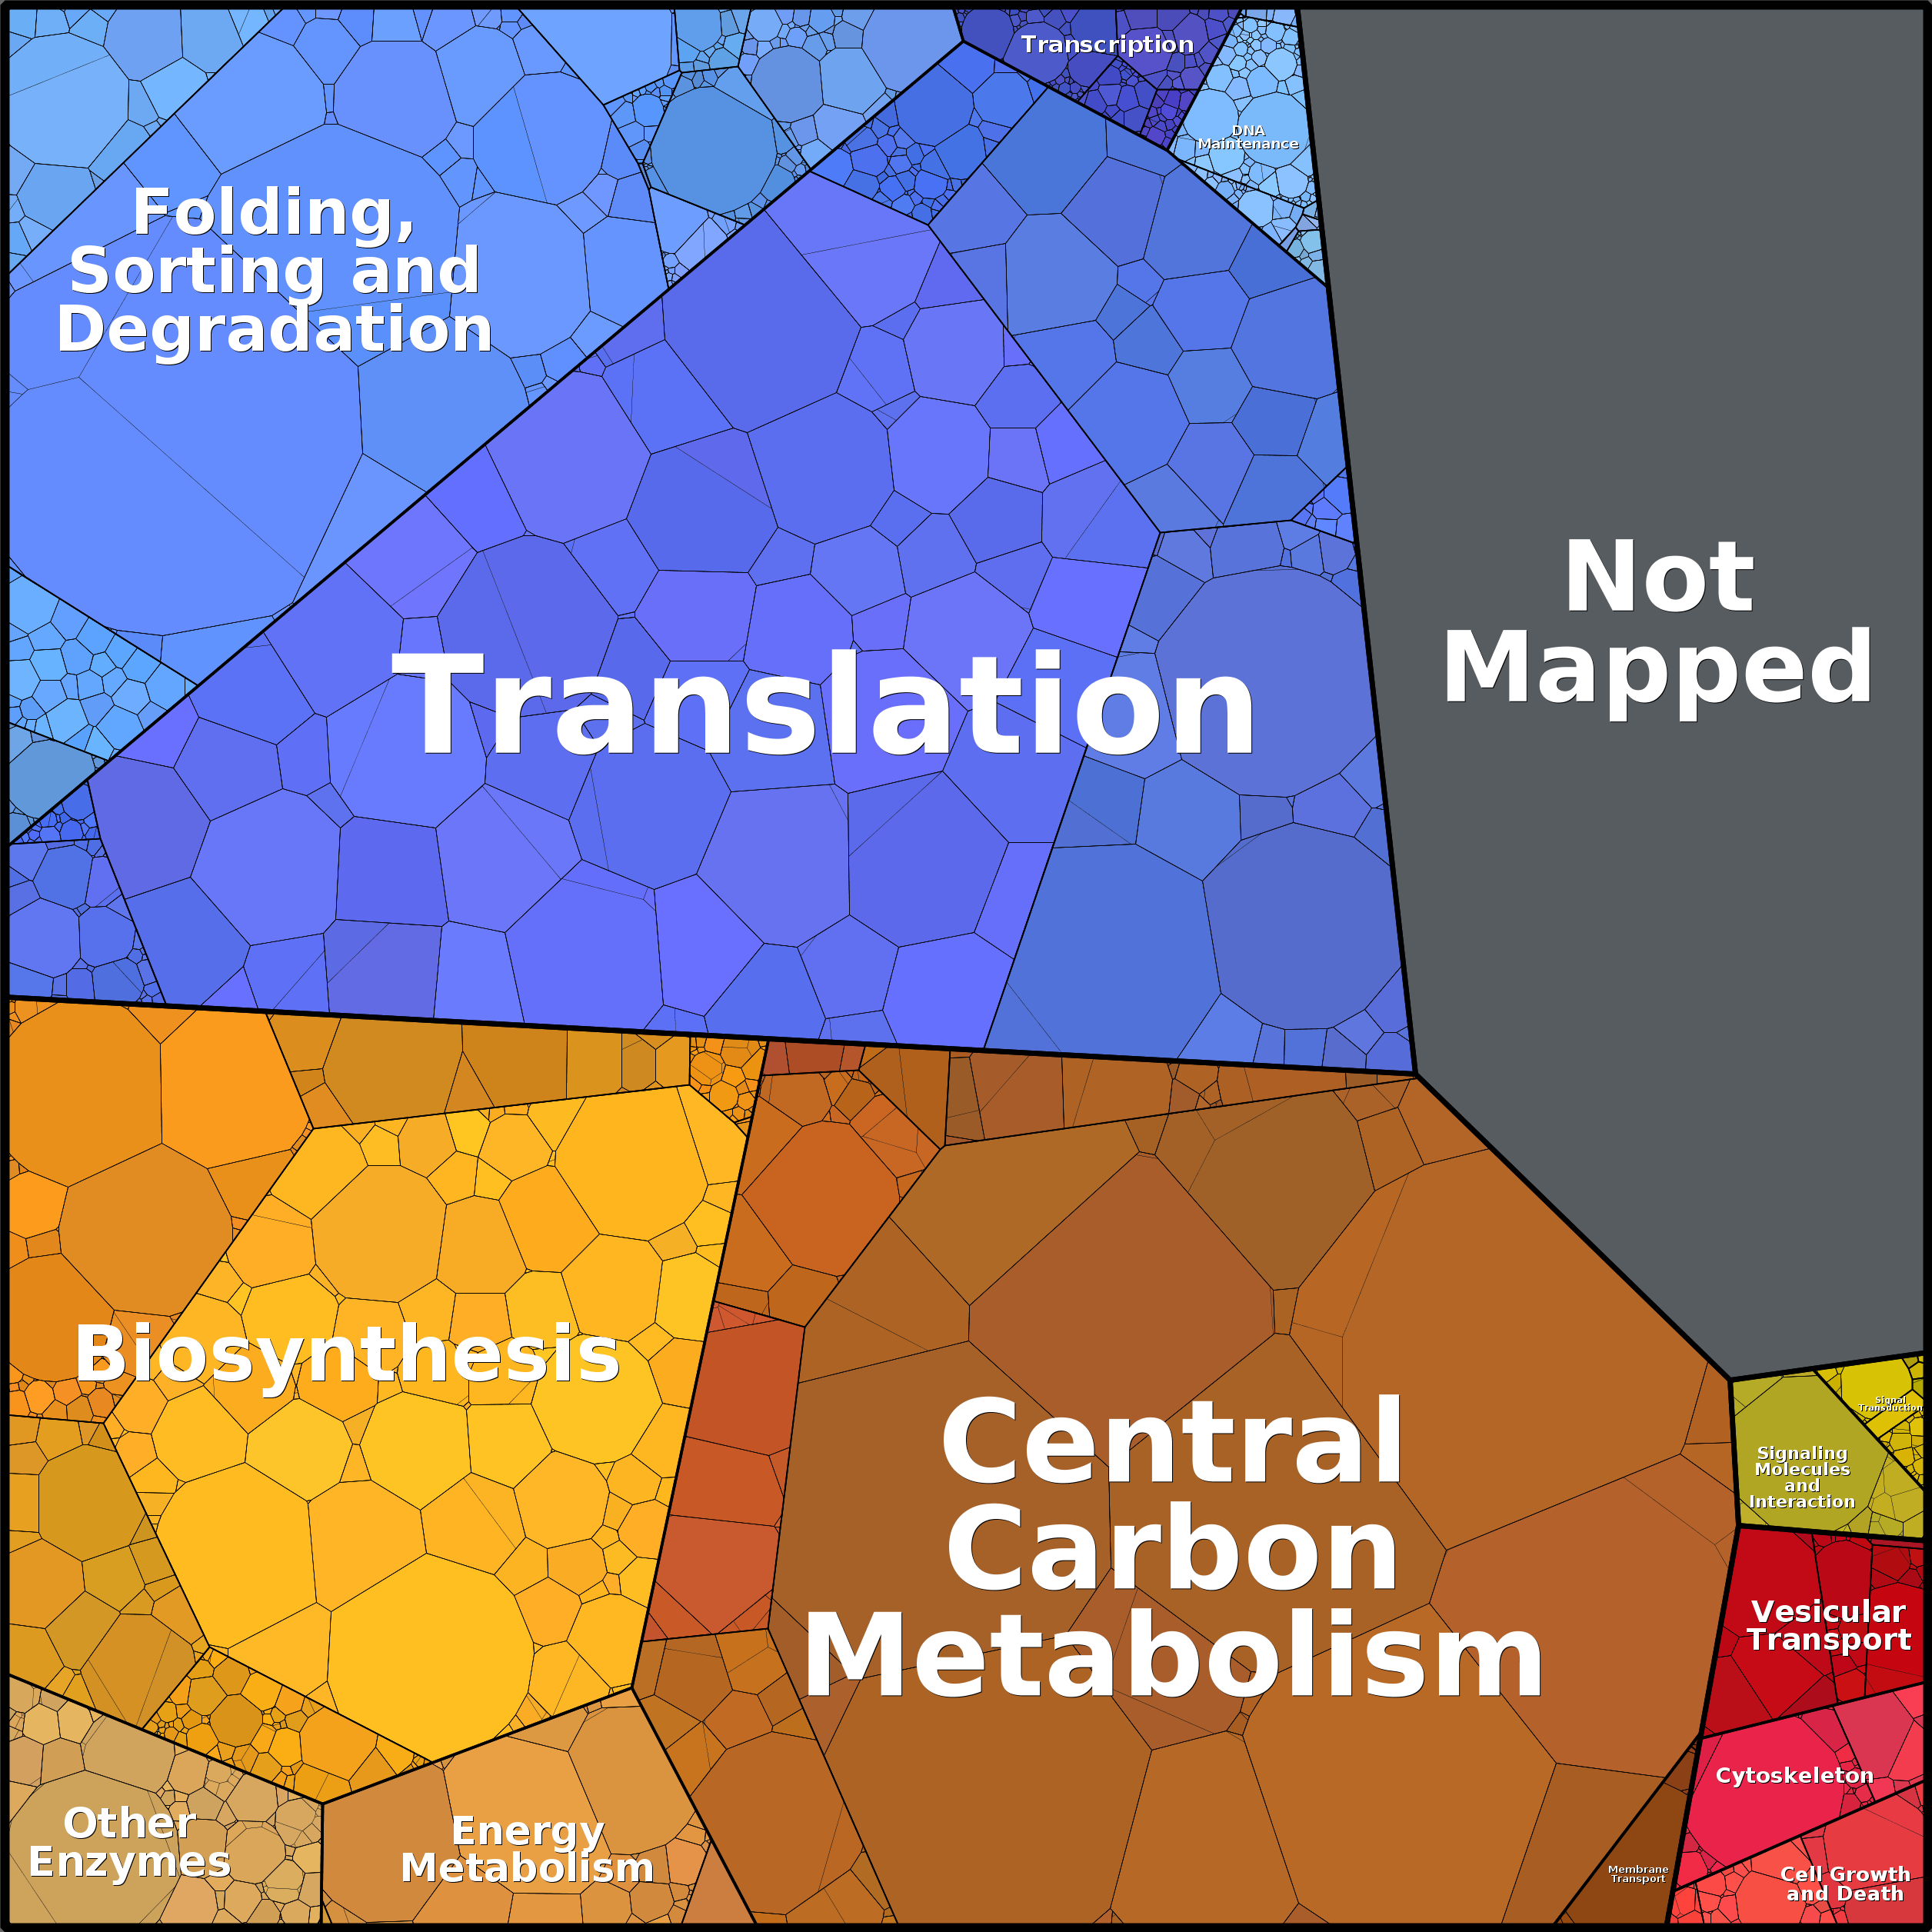 Transcription
DNA
Maintenance
Folding,
Sorting and
Degradation
Not
Mapped
Translation
Biosynthesis
Central
Carbon
Metabolism
Signal
Transduction
Signaling
Molecules
and
Interaction
Vesicular
Transport
Cytoskeleton
Other
Enzymes
Energy
Metabolism
Membrane
Transport
Cell Growth
and Death